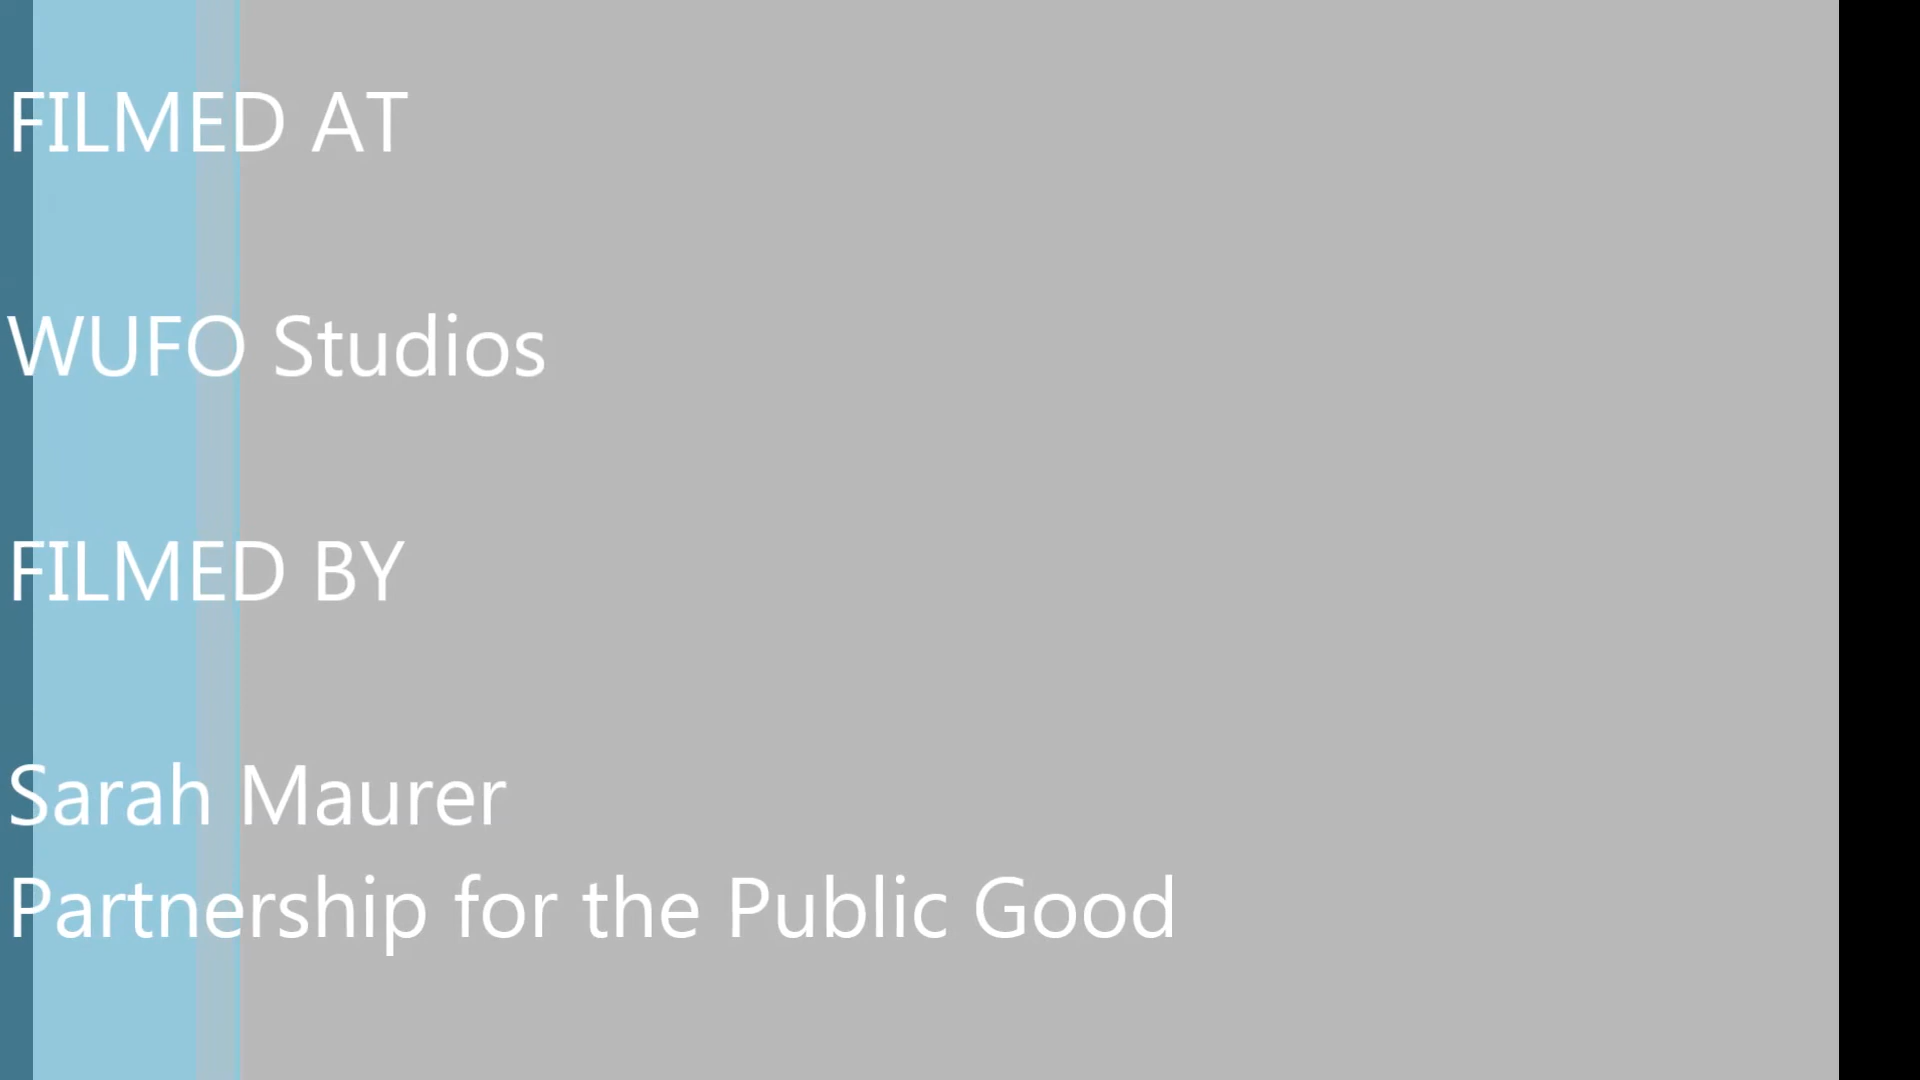 FILMED AT
WUFO Studios
FILMED BY
Sarah Maurer
Partnership for the Public Good